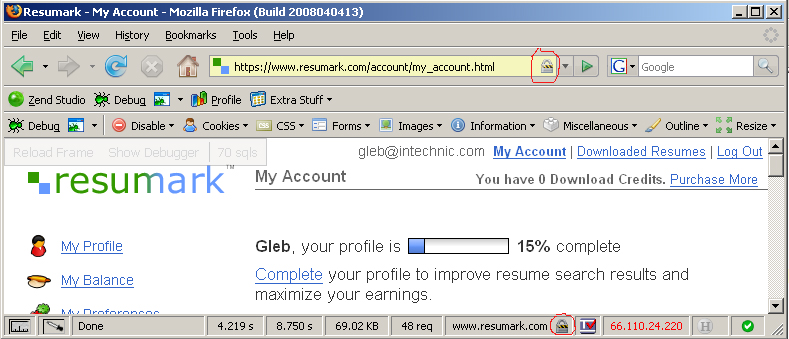 Resumark - My Account - Mozilla Firefox (Build 2008040413)
File Edit View History Bookmarks Tools Help
https://www.resumark.com/account/my_account.html G Google
Zend Studio Debug Profile Extra Stuff
Debug Disable Cookies CSS Forms Images Information Miscellaneous Outline Resize
Reload Frame Show Debugger 70 sqls gleb@intechnic.com My Account | Downloaded Resumes | Log Out
resumark™ My Account You have 0 Download Credits. Purchase More
Gleb, your profile is 15% complete
My Profile
Complete your profile to improve resume search results and
My Balance
maximize your earnings.
My Preferences
Done 4.219 s 8.750 s 69.02 KB 48 req www.resumark.com 66.110.24.220 H